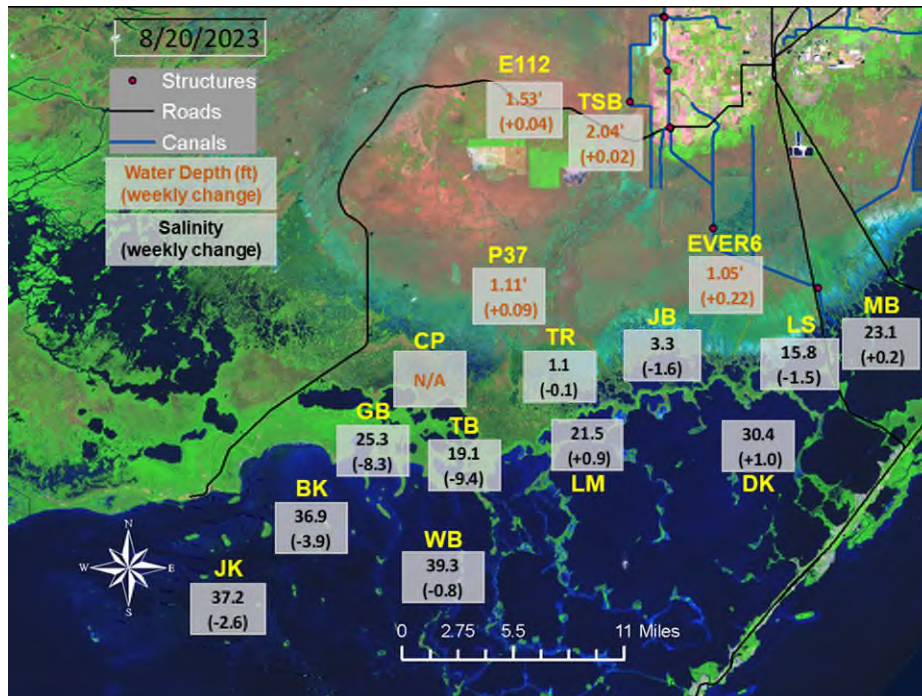 8/20/2023
Structures
Roads
Canals
Water Depth (ft)
(weekly change)
Salinity
(weekly change)
E112
1.53'
(+0.04)
TSB
2.04'
(+0.02)
P37
1.11'
(+0.09)
EVER6
1.05'
(+0.22)
CP
N/A
TR
1.1
(-0.1)
JB
3.3
(-1.6)
LS
15.8
(-1.5)
MB
23.1
(+0.2)
GB
25.3
(-8.3)
TB
19.1
(-9.4)
21.5
(+0.9)
LM
30.4
(+1.0)
DK
BK
36.9
(-3.9)
WB
39.3
(-0.8)
JK
37.2
(-2.6)
N
W E
S
0 2.75 5.5 11 Miles